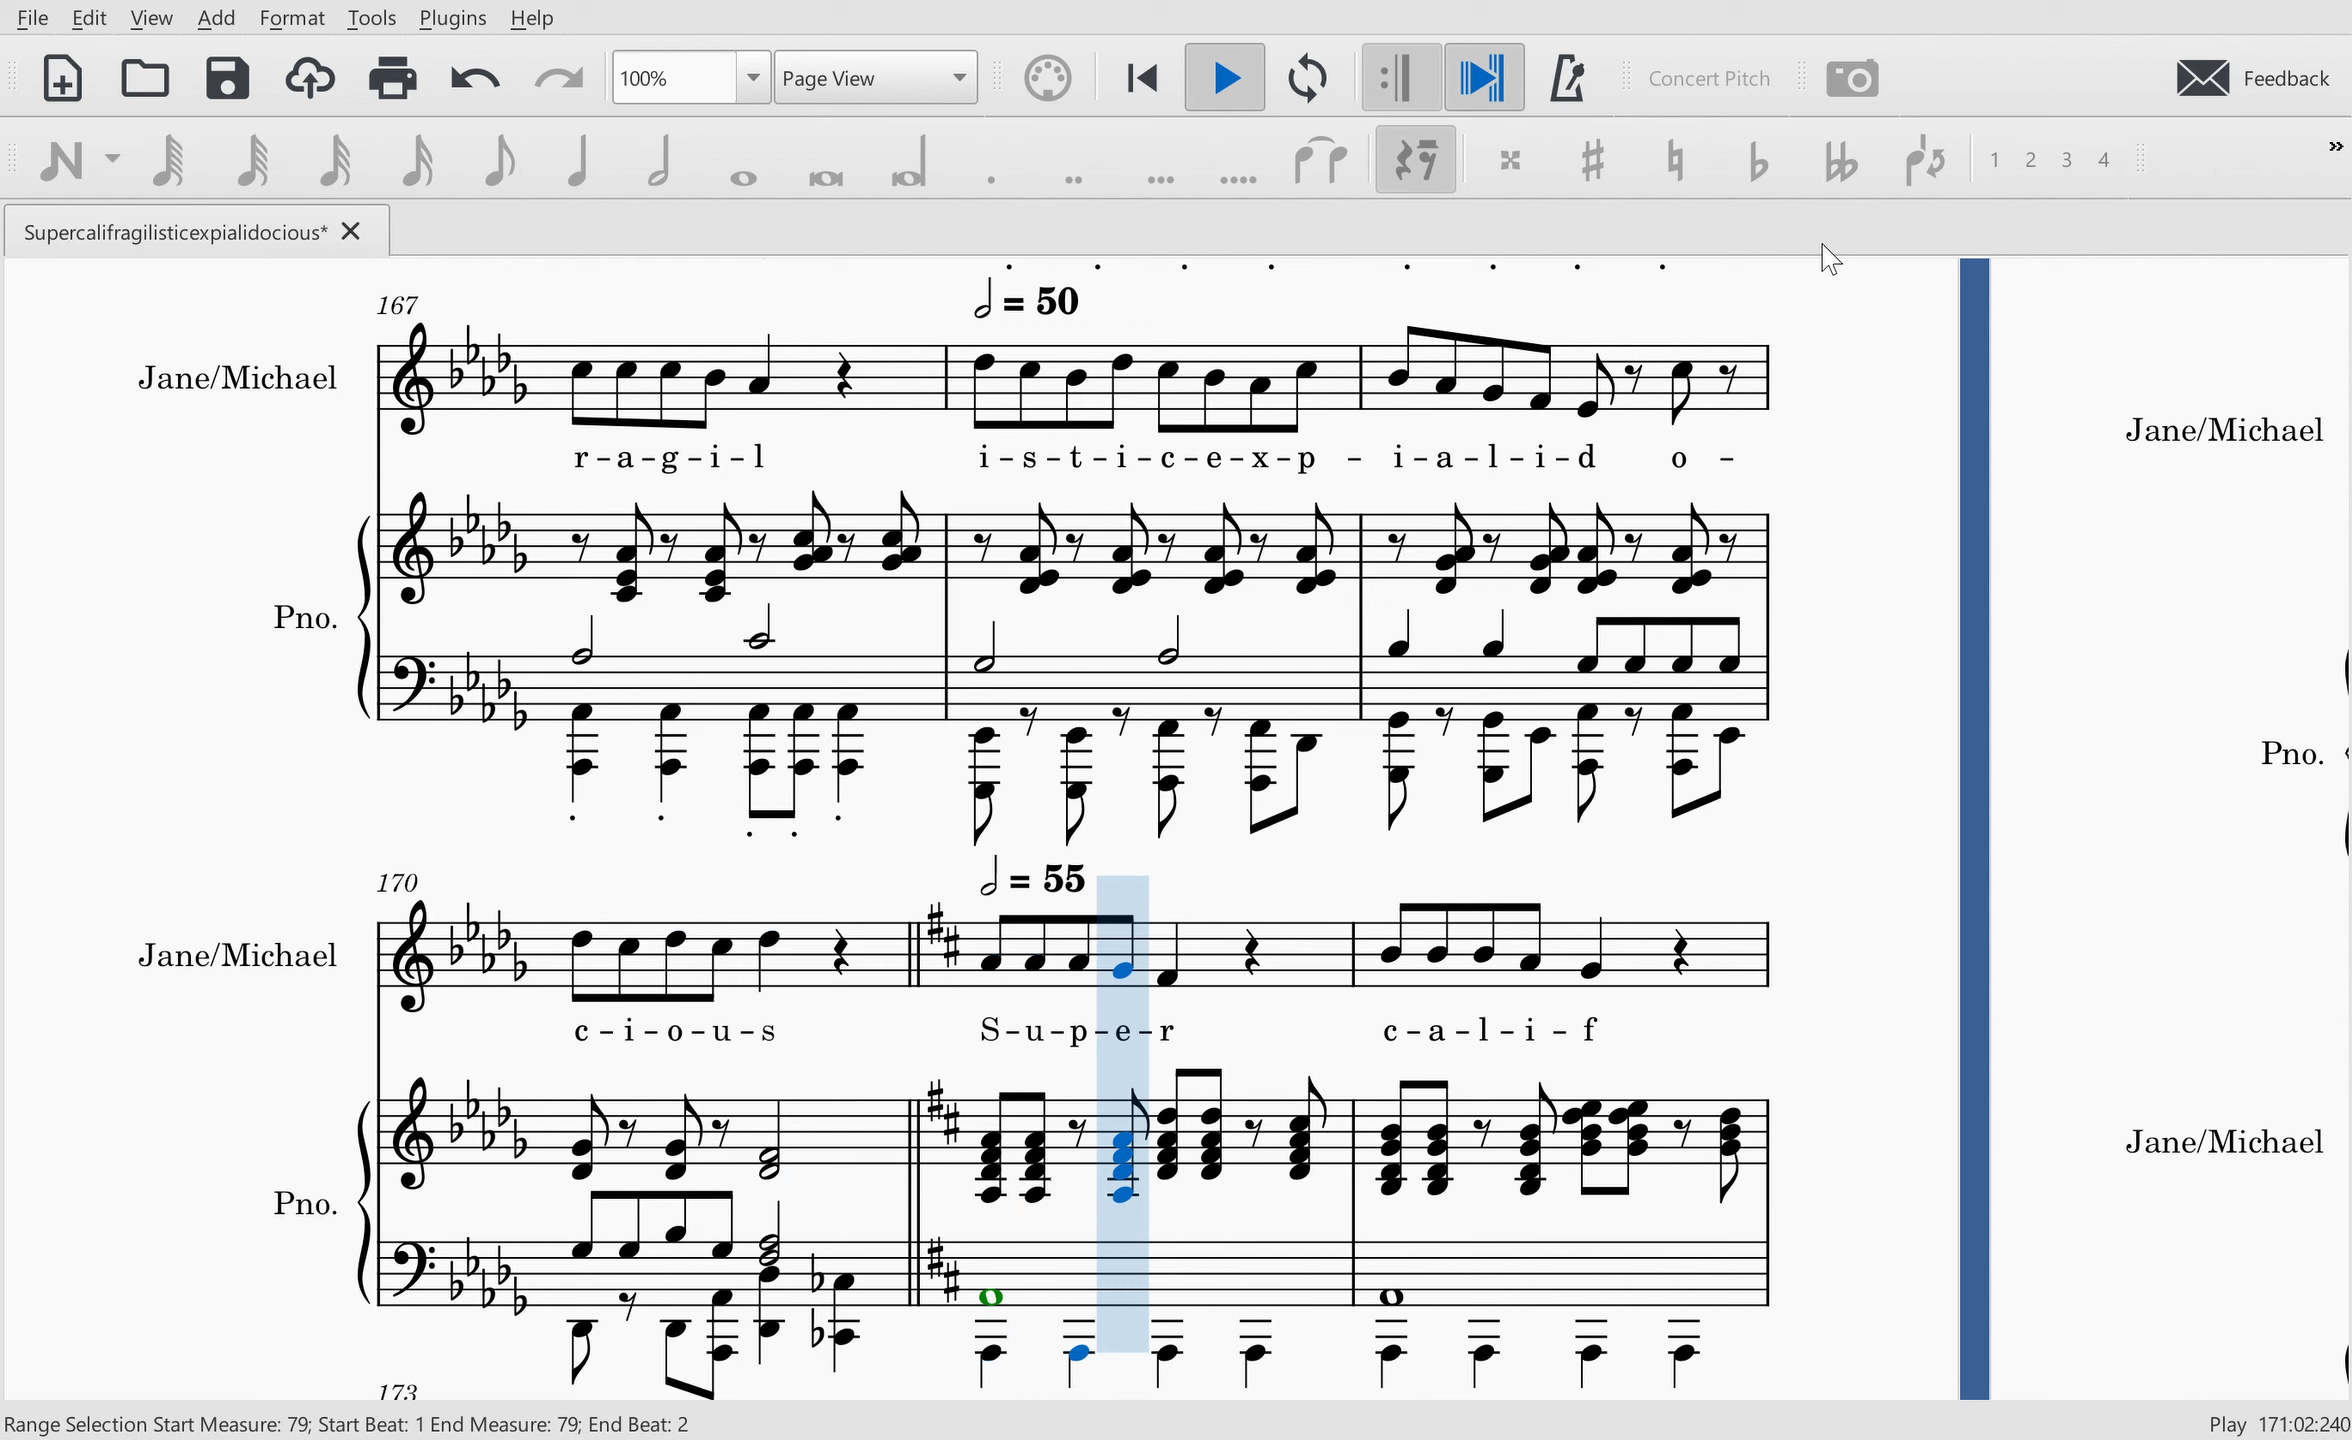 File Edit View Add Format Tools Plugins Help
100% Page View Concert Pitch Feedback
1 2 3 4
Supercalifragilisticexpialidocious*
167
= 50
Jane/Michael
r-a-g-i-l i-s-t-i-c-e-x-p - i-a-l-i-d o -
Jane/Michael
Pno.
Pno.
170
= 55
Jane/Michael
c-i-o-u-s S-u-p-e-r c-a-l-i-f
Jane/Michael
Pno.
173
Range Selection Start Measure: 79; Start Beat: 1 End Measure: 79; End Beat: 2
Play 171:02:240